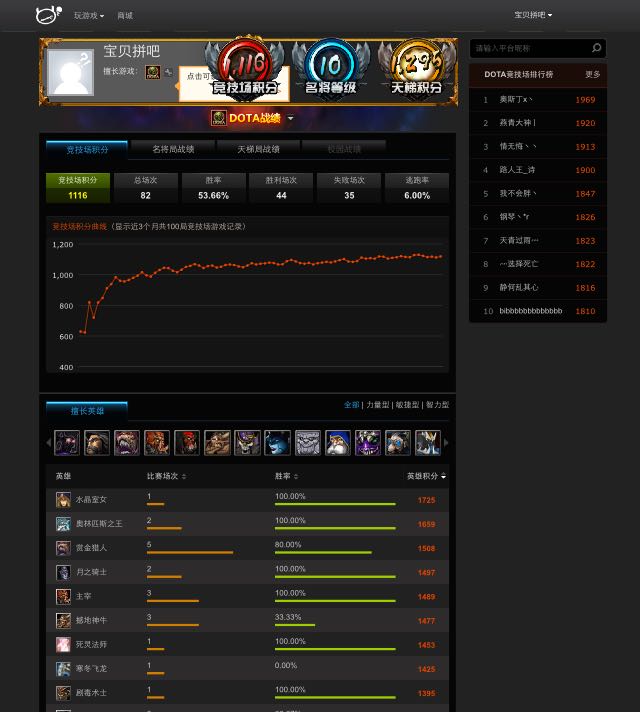 玩游戏 商城 宝贝拼吧
宝贝拼吧
擅长游戏：
1,116
竞技场积分
10
名将等级
1,295
天梯积分
DOTA战绩
竞技场积分 名将局战绩 天梯局战绩 校园战绩
竞技场积分 总场次 胜率 胜利场次 失败场次 逃跑率
1116 82 53.66% 44 35 6.00%
竞技场积分曲线（显示近3个月共100局竞技场游戏记录）
1,200
1,000
800
600
400
擅长英雄 全部 | 力量型 | 敏捷型 | 智力型
英雄 比赛场次 胜率 英雄积分
水晶室女 1 100.00% 1725
奥林匹斯之王 2 100.00% 1659
赏金猎人 5 80.00% 1508
月之骑士 2 100.00% 1497
主宰 3 100.00% 1489
撼地神牛 3 33.33% 1477
死灵法师 1 100.00% 1453
寒冬飞龙 1 0.00% 1425
剧毒术士 1 100.00% 1395
请输入平台昵称
DOTA竞技场排行榜 更多
1 奥斯丁x丶 1969
2 燕青大神丨 1920
3 情无悔丶丶 1913
4 路人王_诗 1900
5 我不会胖丶 1847
6 钢琴丶*r 1826
7 天青过雨… 1823
8 一选择死亡 1822
9 静何乱其心 1816
10 bibbbbbbbbbbbbb 1810